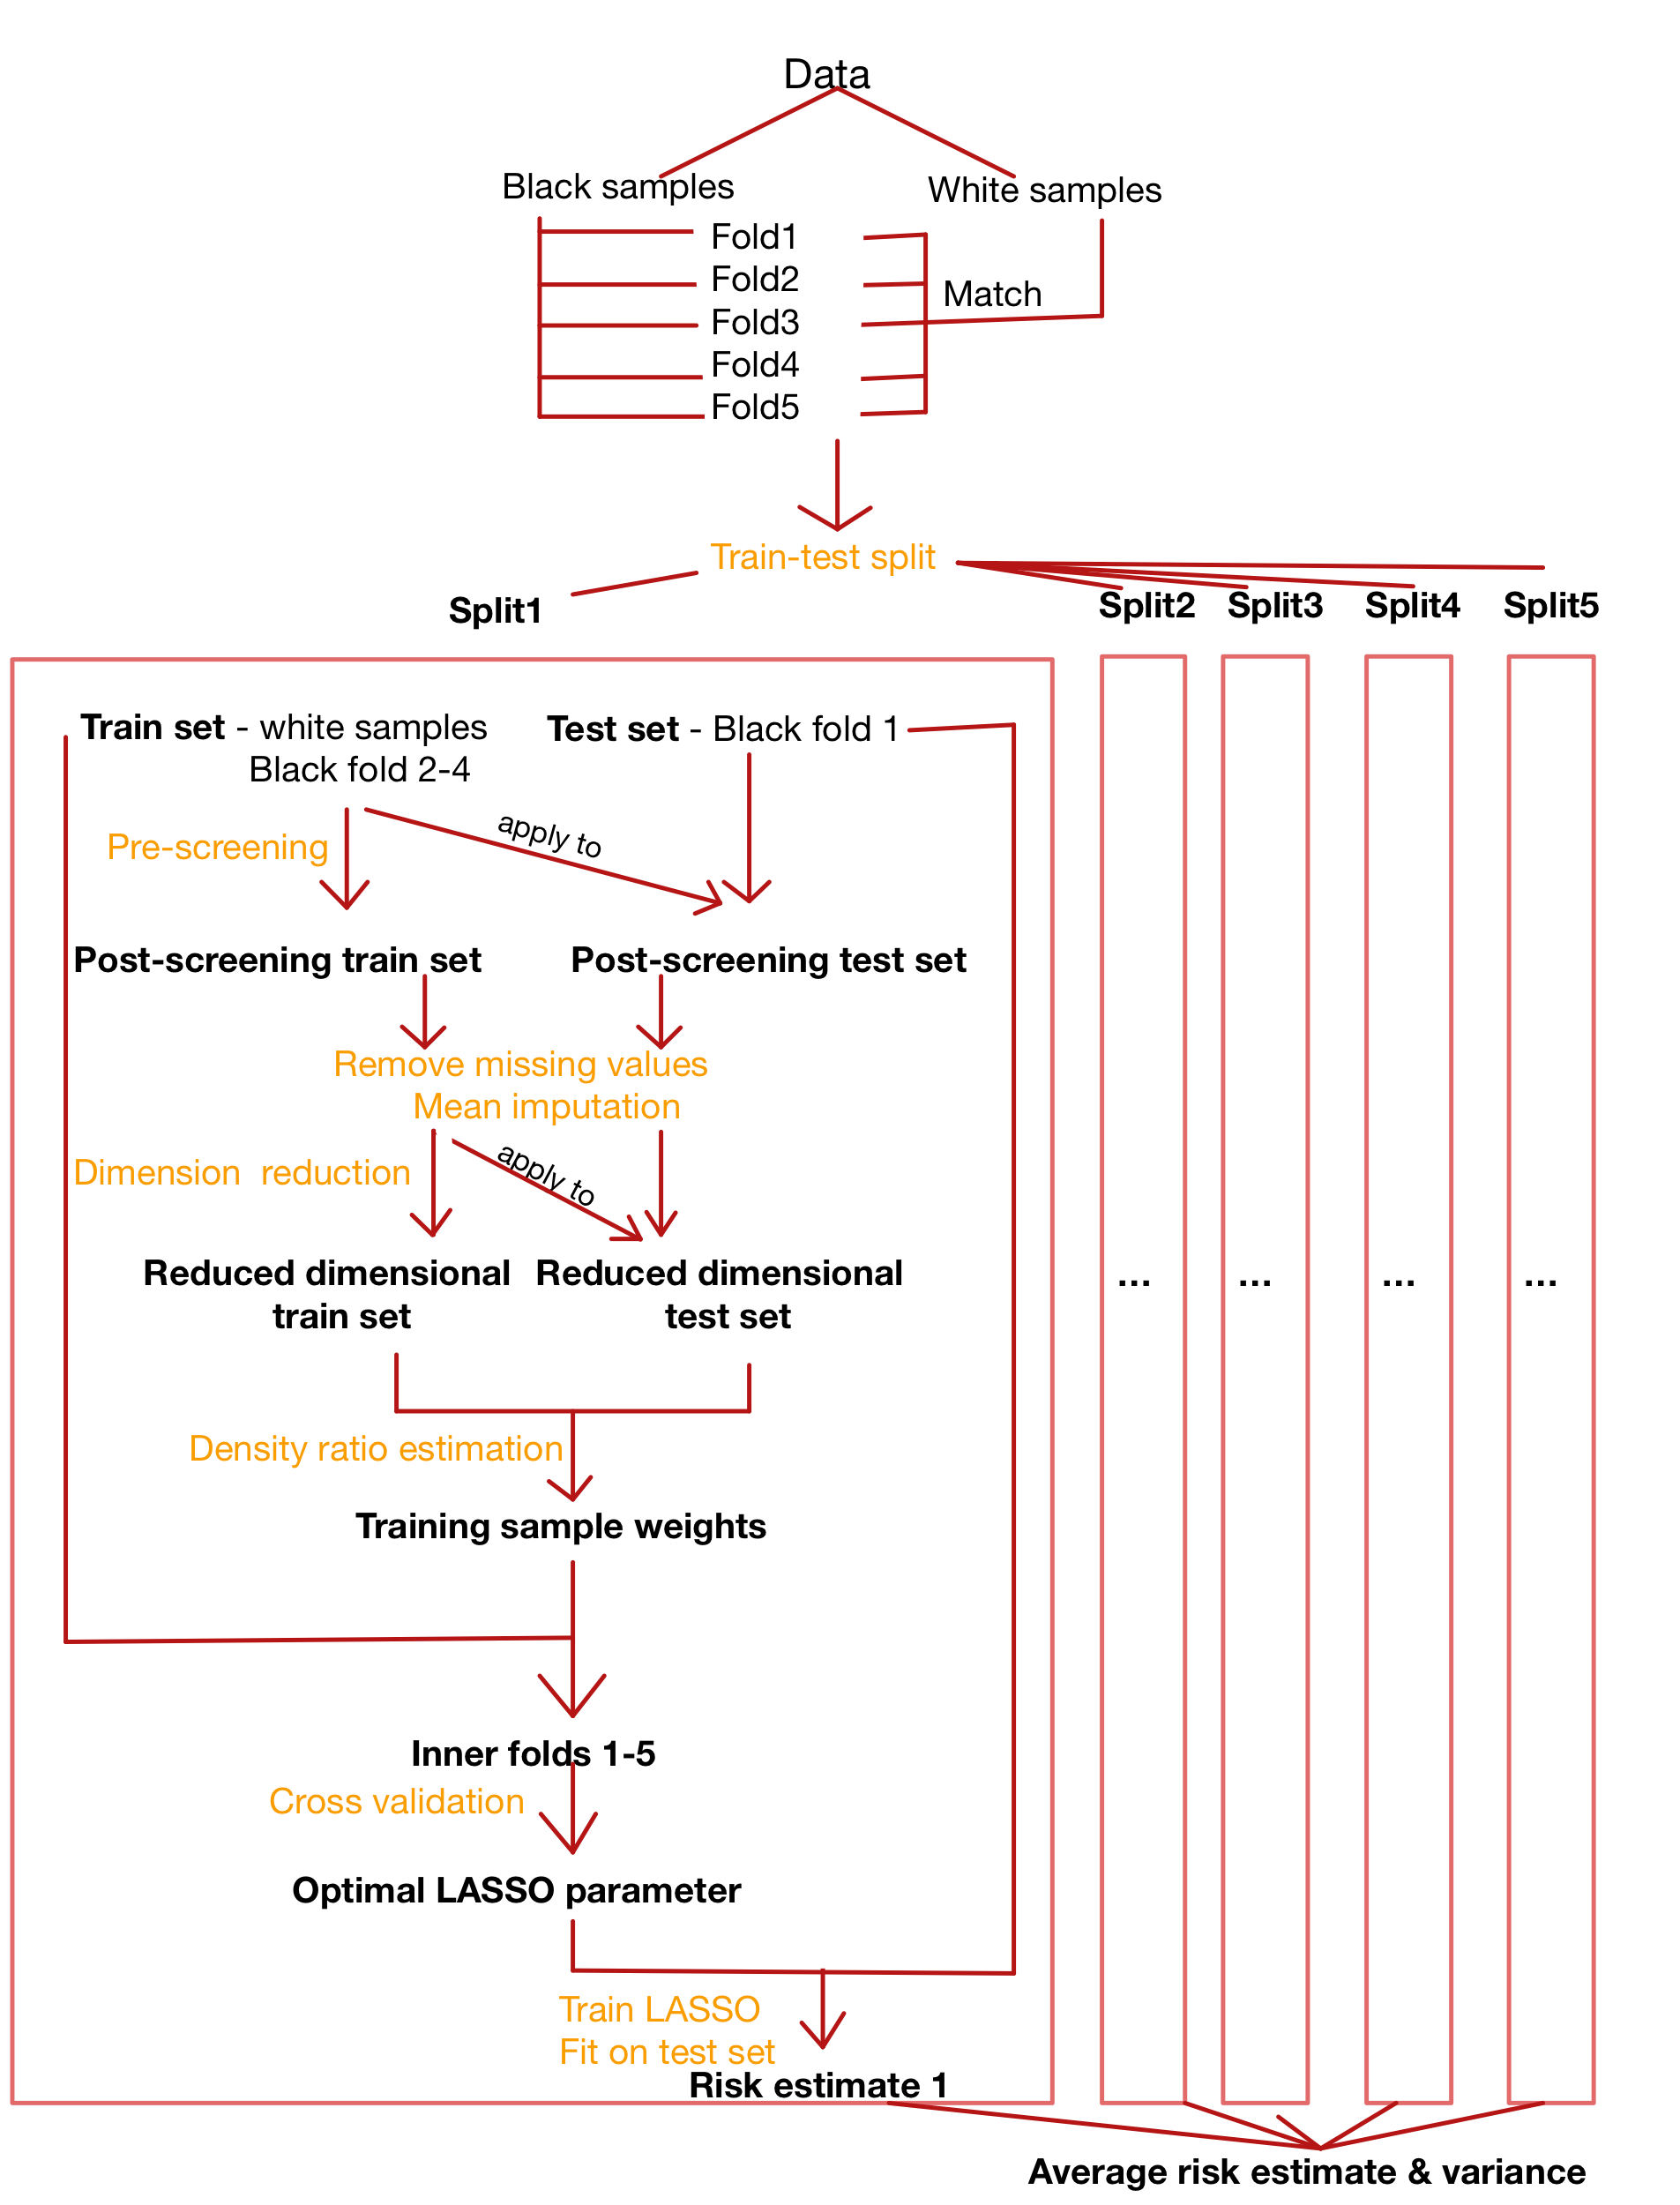 Data
Black samples
White samples
Fold1
Fold2
Match
Fold3
Fold4
Fold5
Train-test split
Split1
Split2
Split3
Split4
Split5
Train set - white samples
Black fold 2-4
Test set - Black fold 1
apply to
Pre-screening
Post-screening train set
Post-screening test set
Remove missing values
Mean imputation
Dimension reduction
apply to
Reduced dimensional
train set
Reduced dimensional
test set
...
...
...
...
Density ratio estimation
Training sample weights
Inner folds 1-5
Cross validation
Optimal LASSO parameter
Train LASSO
Fit on test set
Risk estimate 1
Average risk estimate & variance